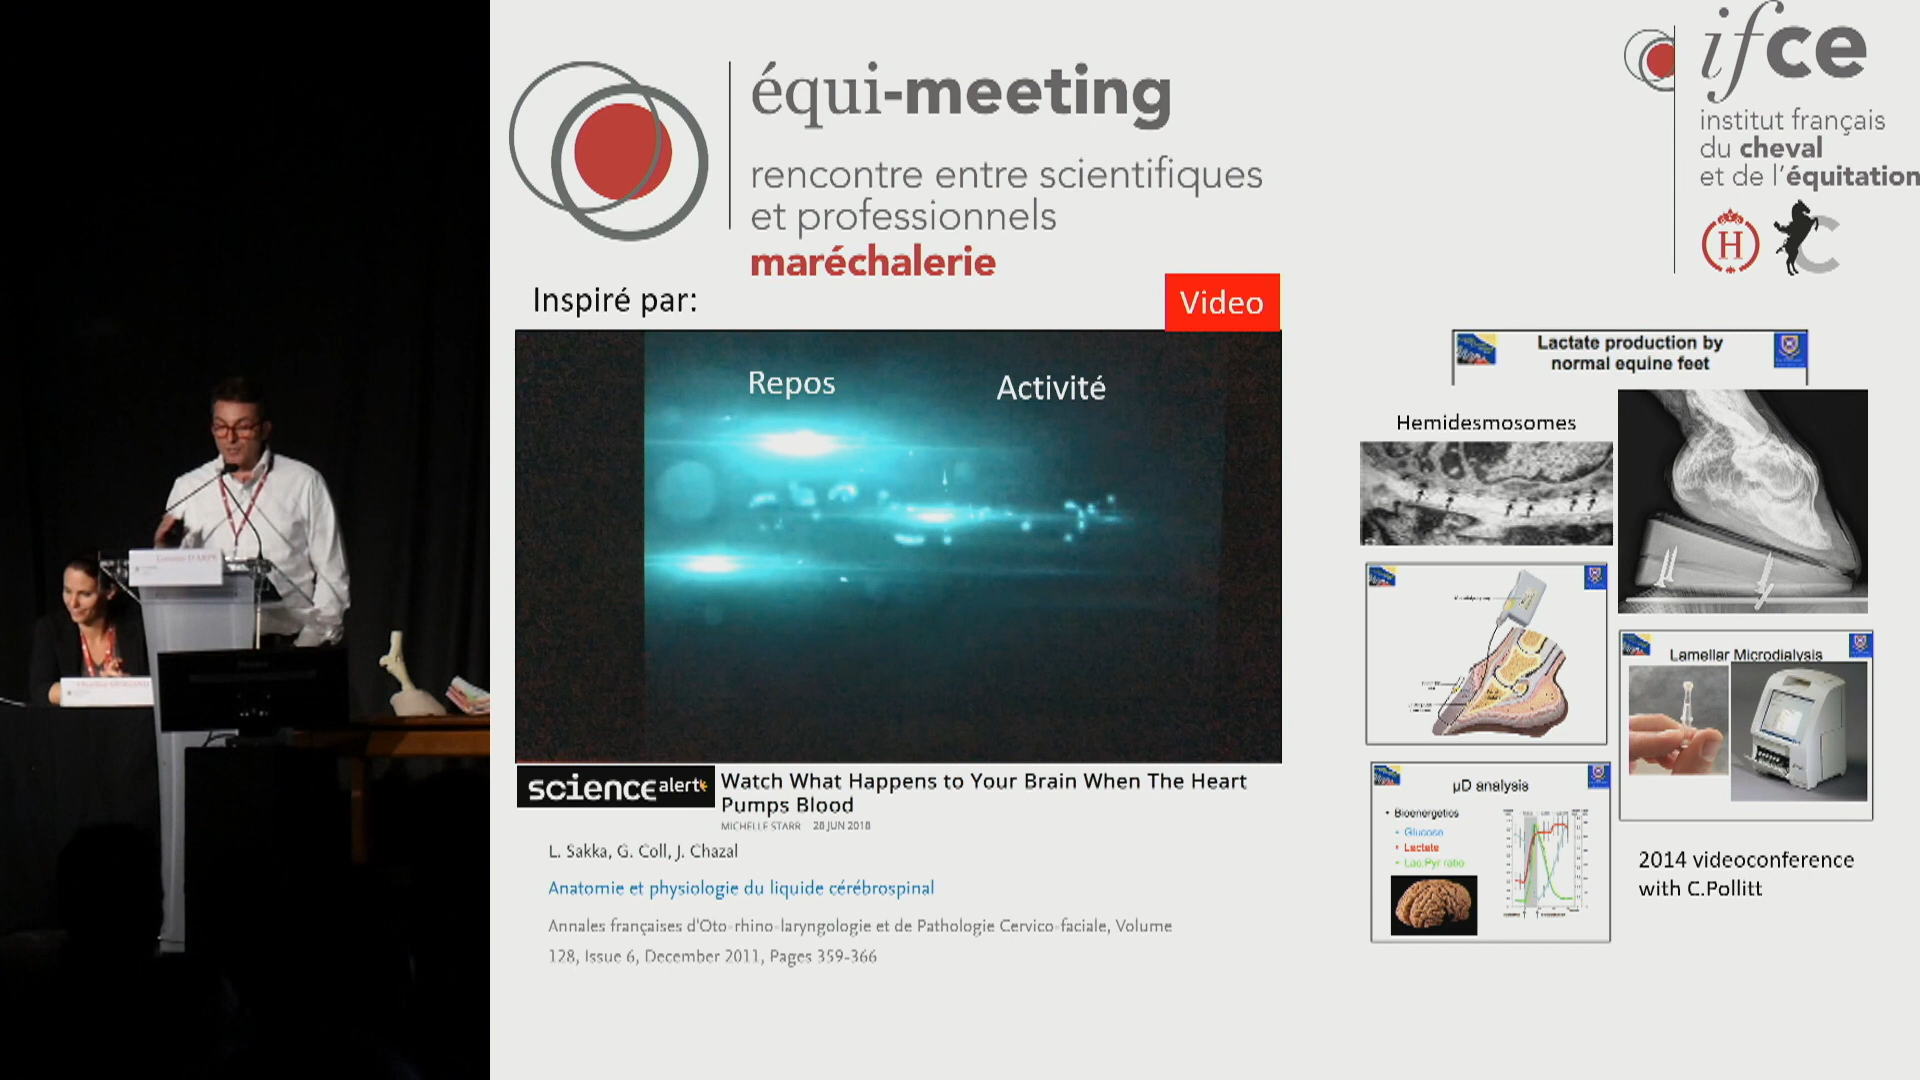 équi-meeting
rencontre entre scientifiques
et professionnels
maréchalerie
ifce
institut français
du cheval
et de l'équitation
H
C
Inspiré par:
Video
Repos
Activité
science alert
Watch What Happens to Your Brain When The Heart
Pumps Blood
MICHELLE STARR 28 JUN 2018
L. Sakka, G. Coll, J. Chazal
Anatomie et physiologie du liquide cérébrospinal
Annales françaises d'Oto-rhino-laryngologie et de Pathologie Cervico-faciale, Volume
128, Issue 6, December 2011, Pages 359-366
Lactate production by
normal equine feet
Hemidesmosomes
Lamellar Microdialysis
µD analysis
• Bioenergetics
• Glucose
• Lactate
• Lac:Pyr ratio
2014 videoconference
with C.Pollitt